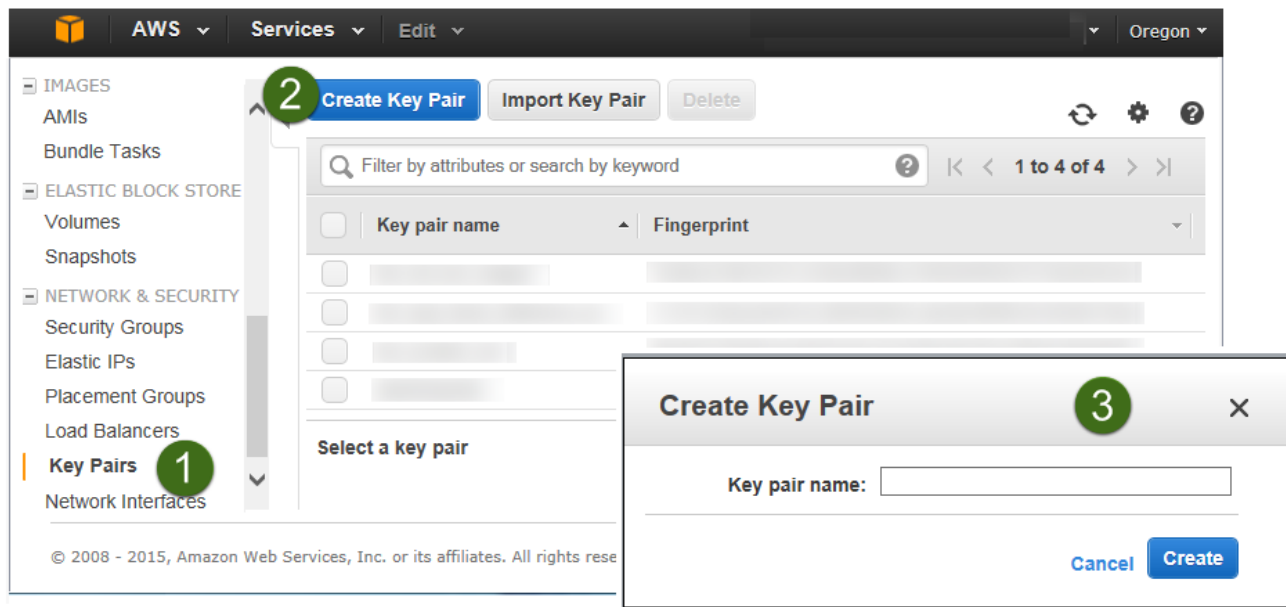 AWS Services Edit Oregon
IMAGES
AMIs
Bundle Tasks
ELASTIC BLOCK STORE
Volumes
Snapshots
NETWORK & SECURITY
Security Groups
Elastic IPs
Placement Groups
Load Balancers
Key Pairs 1
Network Interfaces
2 Create Key Pair Import Key Pair Delete
Filter by attributes or search by keyword ? 1 to 4 of 4
Key pair name Fingerprint
Select a key pair
Create Key Pair 3
Key pair name:
Cancel Create
© 2008 - 2015, Amazon Web Services, Inc. or its affiliates. All rights rese